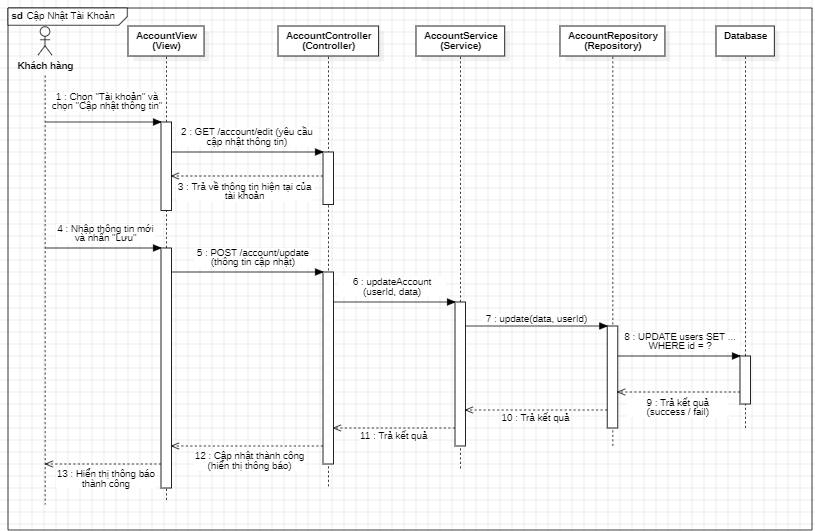 sd Cập Nhật Tài Khoản
AccountView
(View)
AccountController
(Controller)
AccountService
(Service)
AccountRepository
(Repository)
Database
Khách hàng
1 : Chọn "Tài khoản" và
chọn "Cập nhật thông tin"
2 : GET /account/edit (yêu cầu
cập nhật thông tin)
3 : Trả về thông tin hiện tại của
tài khoản
4 : Nhập thông tin mới
và nhấn "Lưu"
5 : POST /account/update
(thông tin cập nhật)
6 : updateAccount
(userId, data)
7 : update(data, userId)
8 : UPDATE users SET ...
WHERE id = ?
9 : Trả kết quả
(success / fail)
10 : Trả kết quả
11 : Trả kết quả
12 : Cập nhật thành công
(hiển thị thông báo)
13 : Hiển thị thông báo
thành công